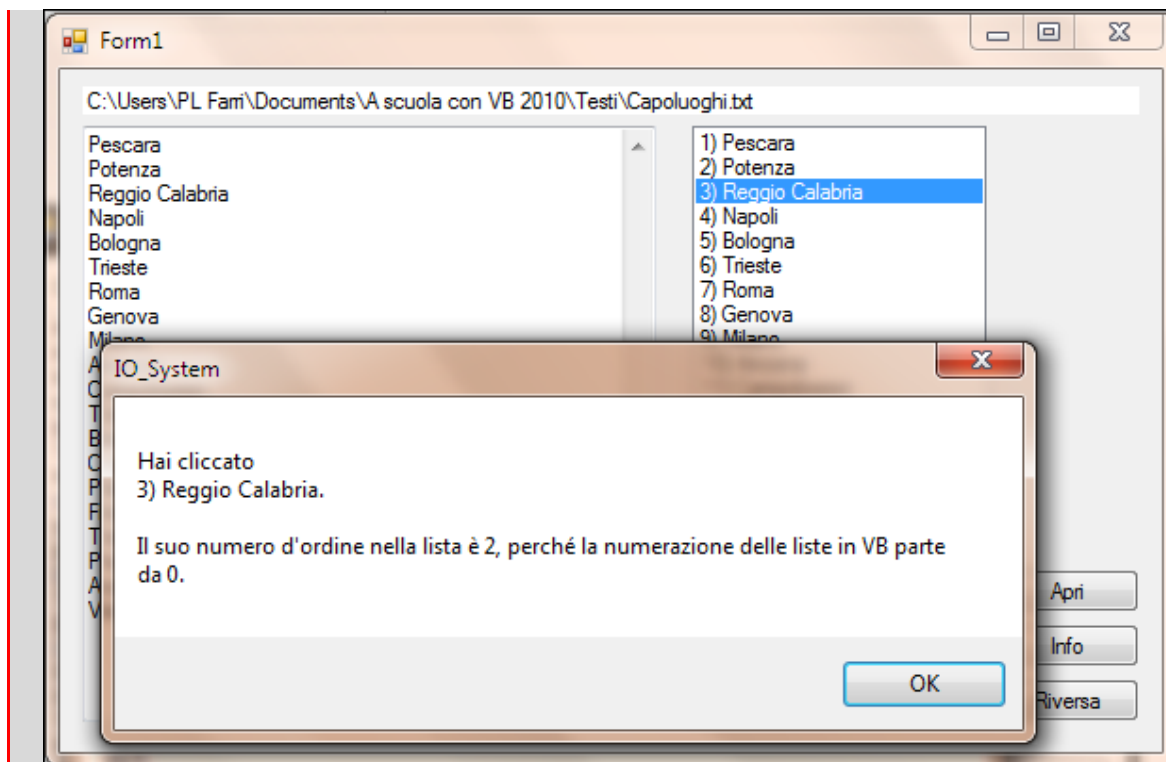 Form1
C:\Users\PL Farri\Documents\A scuola con VB 2010\Testi\Capoluoghi.txt
Pescara
Potenza
Reggio Calabria
Napoli
Bologna
Trieste
Roma
Genova
Milano
1) Pescara
2) Potenza
3) Reggio Calabria
4) Napoli
5) Bologna
6) Trieste
7) Roma
8) Genova
9) Milano
IO_System
Hai cliccato
3) Reggio Calabria.
Il suo numero d'ordine nella lista è 2, perché la numerazione delle liste in VB parte
da 0.
OK
Apri
Info
Riversa